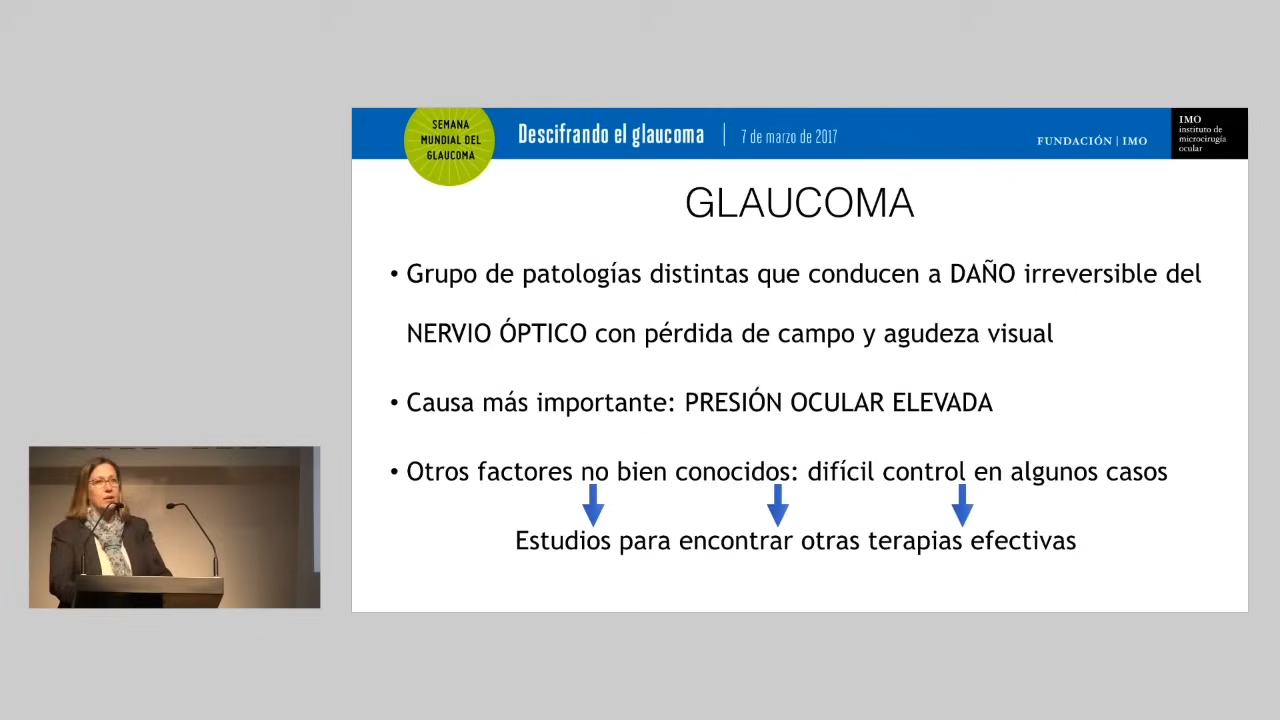 SEMANA
MUNDIAL DEL
GLAUCOMA
Descifrando el glaucoma | 7 de marzo de 2017
FUNDACIÓN | IMO
IMO
instituto de
microcirugía
ocular
GLAUCOMA
• Grupo de patologías distintas que conducen a DAÑO irreversible del
NERVIO ÓPTICO con pérdida de campo y agudeza visual
• Causa más importante: PRESIÓN OCULAR ELEVADA
• Otros factores no bien conocidos: difícil control en algunos casos
Estudios para encontrar otras terapias efectivas